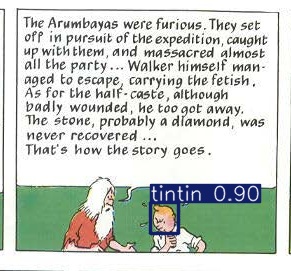 The Arumbayas were furious. They set
off in pursuit of the expedition, caught
up with them, and massacred almost
all the party... Walker himself man-
aged to escape, carrying the fetish.
As for the half-caste, although
badly wounded, he too got away.
The stone, probably a diamond, was
never recovered...
That's how the story goes.
tintin 0.90